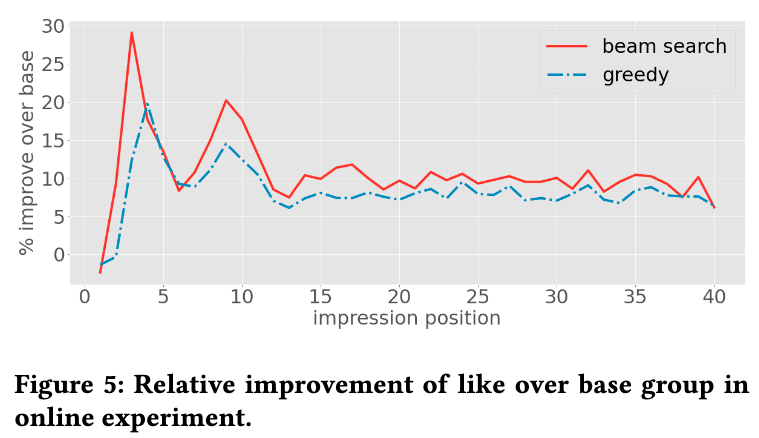 30
25
20
15
10
5
0
% improve over base
beam search
greedy
0 5 10 15 20 25 30 35 40
impression position
Figure 5: Relative improvement of like over base group in
online experiment.